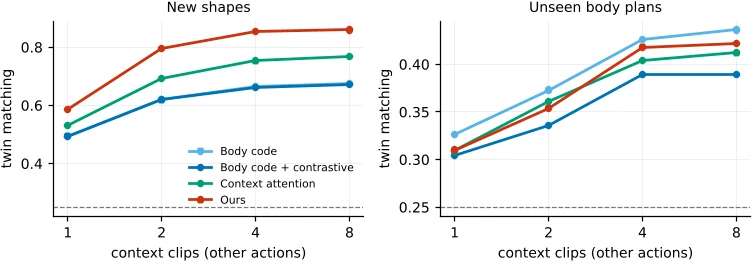 New shapes
twin matching
0.8
0.6
0.4
1
2
4
8
context clips (other actions)
Body code
Body code + contrastive
Context attention
Ours
Unseen body plans
twin matching
0.40
0.35
0.30
0.25
1
2
4
8
context clips (other actions)